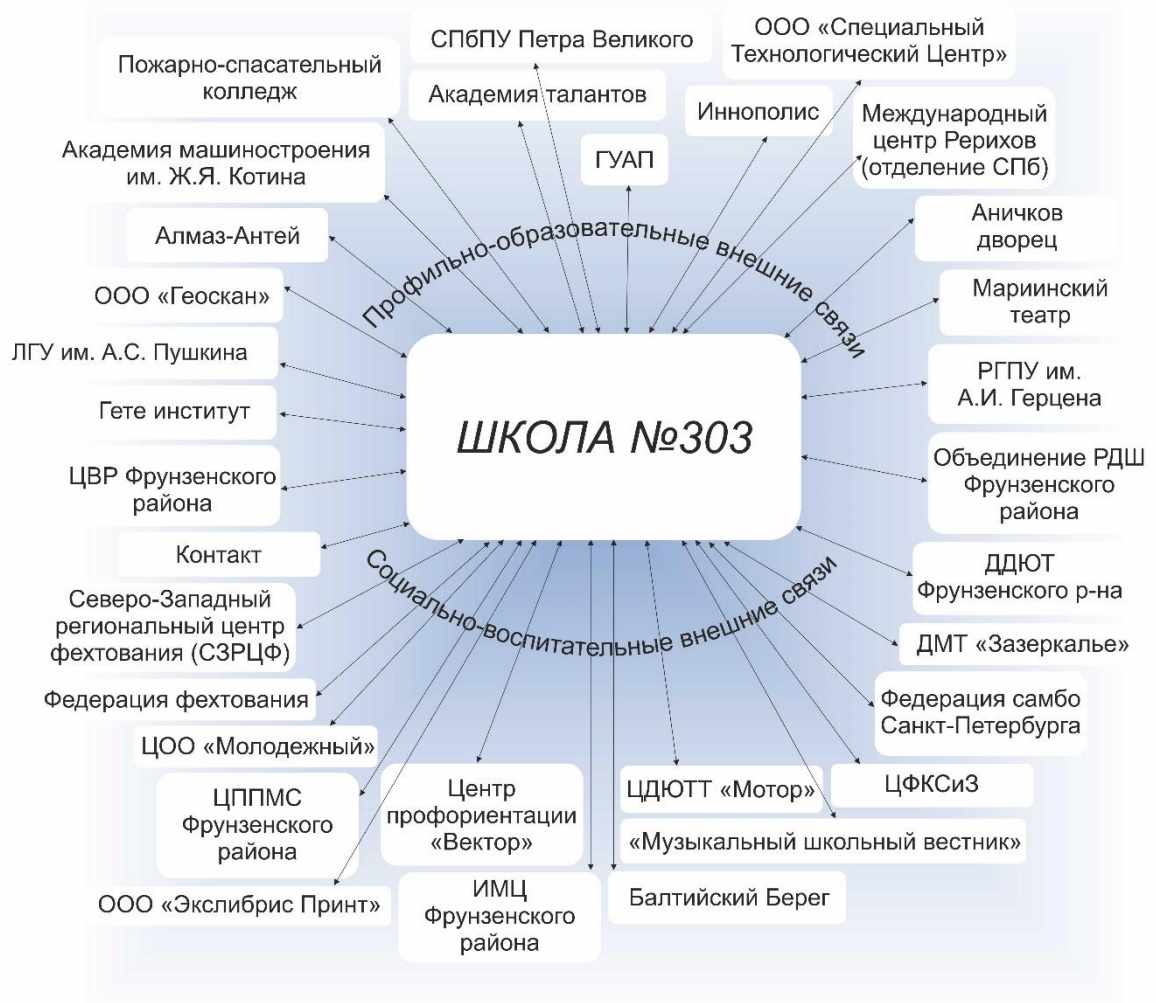 СПбПУ Петра Великого
ООО «Специальный
Технологический Центр»
Пожарно-спасательный
колледж
Академия талантов
Иннополис
Международный
центр Рерихов
(отделение СПб)
Академия машиностроения
им. Ж.Я. Котина
ГУАП
Аничков
дворец
Алмаз-Антей
Профильно-образовательные внешние связи
ООО «Геоскан»
Мариинский
театр
ЛГУ им. А.С. Пушкина
РГПУ им.
А.И. Герцена
Гете институт
ШКОЛА №303
ЦВР Фрунзенского
района
Объединение РДШ
Фрунзенского
района
Контакт
Социально-воспитательные внешние связи
ДДЮТ
Фрунзенского р-на
Северо-Западный
региональный центр
фехтования (СЗРЦФ)
ДМТ «Зазеркалье»
Федерация фехтования
Федерация самбо
Санкт-Петербурга
ЦОО «Молодежный»
ЦППМС
Фрунзенского
района
Центр
профориентации
«Вектор»
ЦДЮТТ «Мотор»
ЦФКСиЗ
«Музыкальный школьный вестник»
ООО «Экслибрис Принт»
ИМЦ
Фрунзенского
района
Балтийский Берег